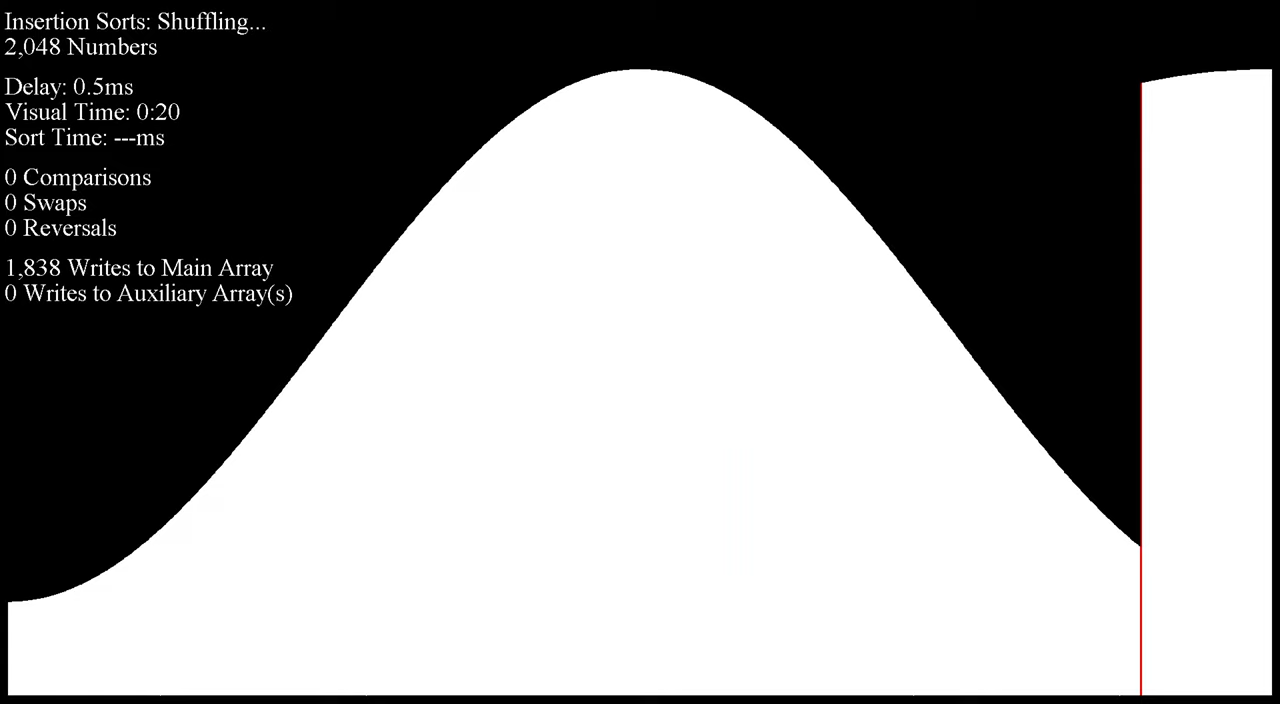 Insertion Sorts: Shuffling...
2,048 Numbers
Delay: 0.5ms
Visual Time: 0:20
Sort Time: ---ms
0 Comparisons
0 Swaps
0 Reversals
1,838 Writes to Main Array
0 Writes to Auxiliary Array(s)